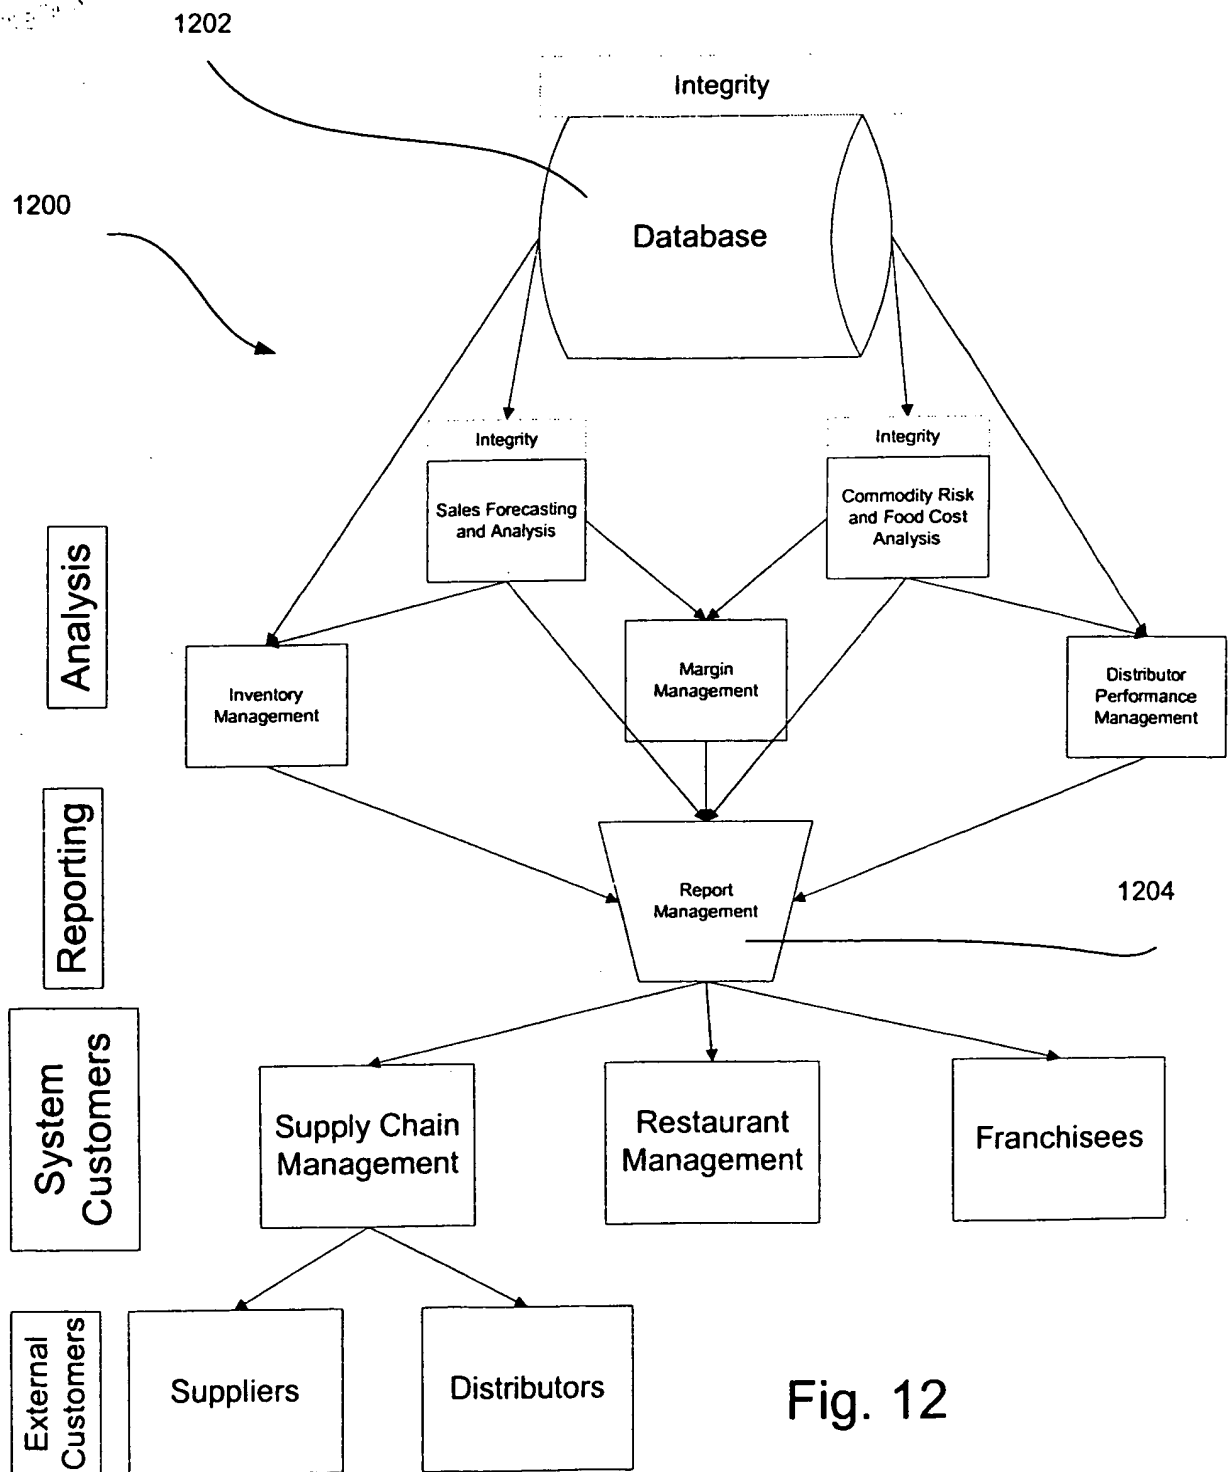 1202
Integrity
1200
Database
Integrity
Integrity
Sales Forecasting
and Analysis
Commodity Risk
and Food Cost
Analysis
Analysis
Inventory
Management
Margin
Management
Distributor
Performance
Management
Reporting
Report
Management
1204
System
Customers
Supply Chain
Management
Restaurant
Management
Franchisees
External
Customers
Suppliers
Distributors
Fig. 12